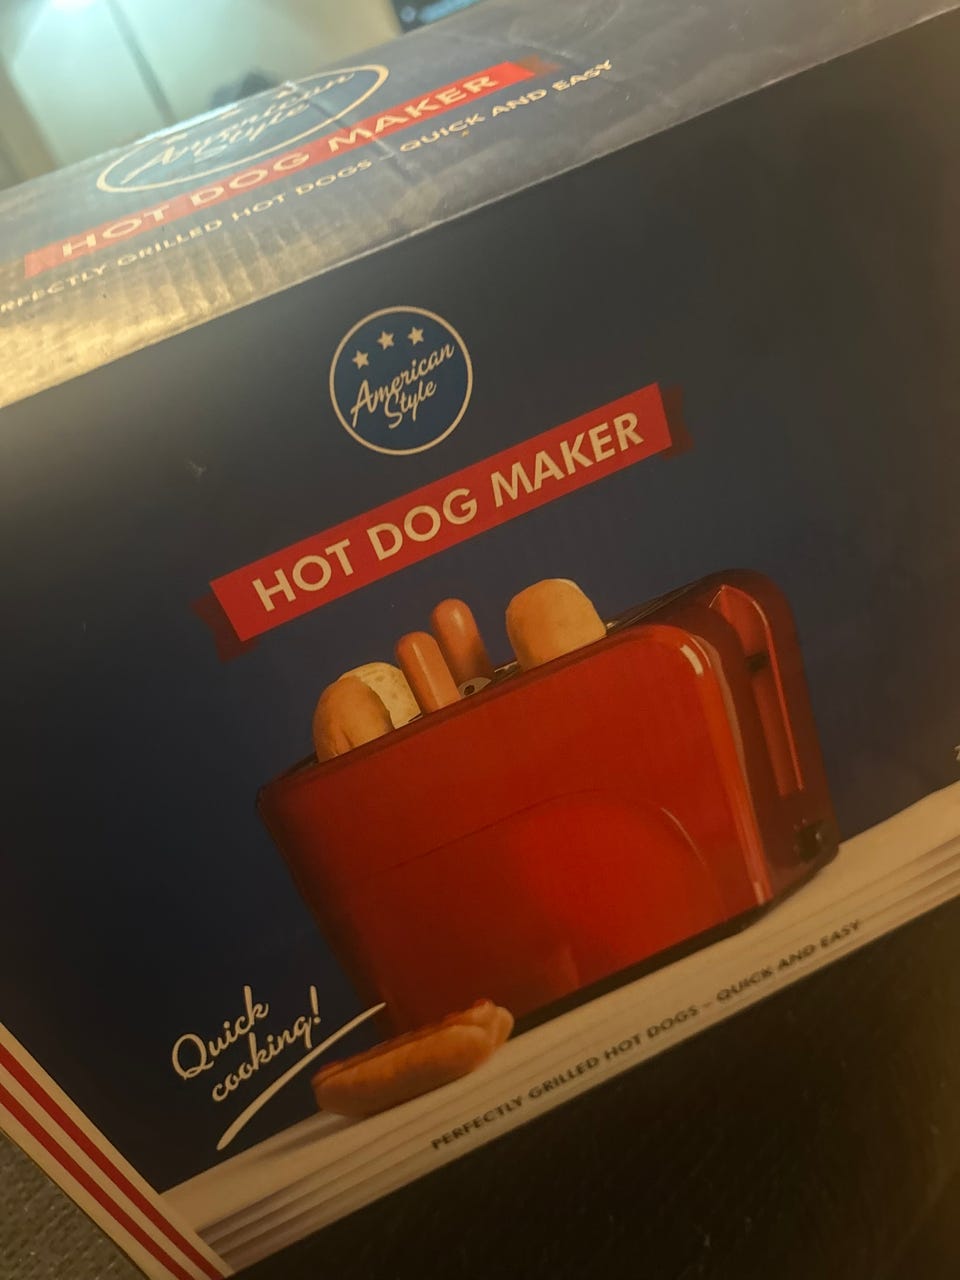 American
Style
HOT DOG MAKER
PERFECTLY GRILLED HOT DOGS - QUICK AND EASY
American
Style
HOT DOG MAKER
Quick
cooking!
PERFECTLY GRILLED HOT DOGS - QUICK AND EASY